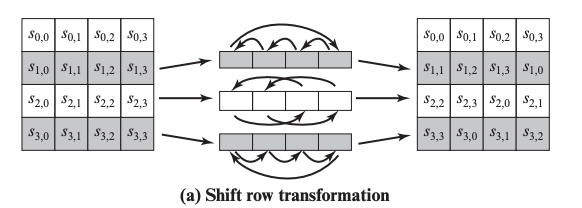 s0,0 s0,1 s0,2 s0,3 s0,0 s0,1 s0,2 s0,3
s1,0 s1,1 s1,2 s1,3 s1,1 s1,2 s1,3 s1,0
s2,0 s2,1 s2,2 s2,3 s2,2 s2,3 s2,0 s2,1
s3,0 s3,1 s3,2 s3,3 s3,3 s3,0 s3,1 s3,2
(a) Shift row transformation